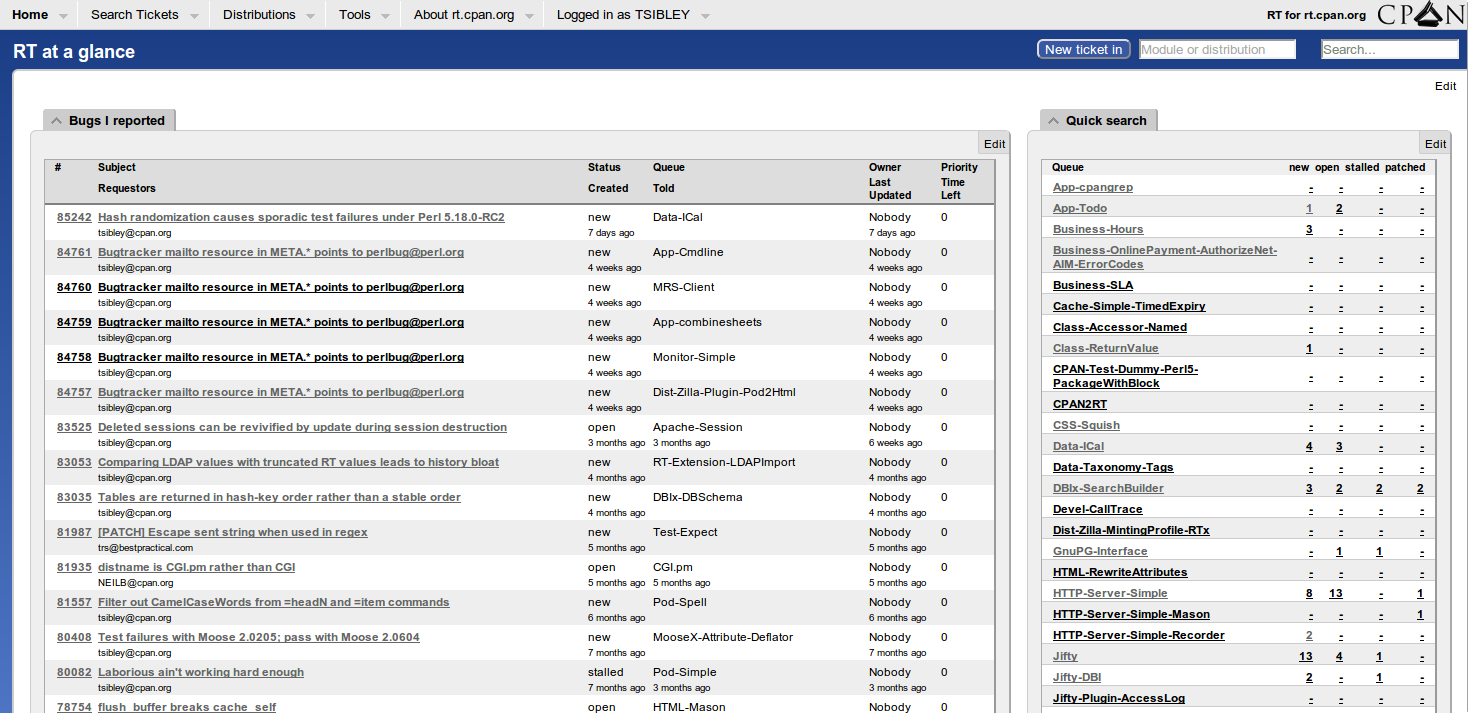 Home Search Tickets Distributions Tools About rt.cpan.org Logged in as TSIBLEY RT for rt.cpan.org CPAN
RT at a glance New ticket in Module or distribution Search...
Edit
Bugs I reported
Edit
# Subject Status Queue Owner Priority
Requestors Created Told Last Updated Time Left
85242 Hash randomization causes sporadic test failures under Perl 5.18.0-RC2 new Data-ICal Nobody 0
tsibley@cpan.org 7 days ago 7 days ago
84761 Bugtracker mailto resource in META.* points to perlbug@perl.org new App-Cmdline Nobody 0
tsibley@cpan.org 4 weeks ago 4 weeks ago
84760 Bugtracker mailto resource in META.* points to perlbug@perl.org new MRS-Client Nobody 0
tsibley@cpan.org 4 weeks ago 4 weeks ago
84759 Bugtracker mailto resource in META.* points to perlbug@perl.org new App-combinesheets Nobody 0
tsibley@cpan.org 4 weeks ago 4 weeks ago
84758 Bugtracker mailto resource in META.* points to perlbug@perl.org new Monitor-Simple Nobody 0
tsibley@cpan.org 4 weeks ago 4 weeks ago
84757 Bugtracker mailto resource in META.* points to perlbug@perl.org new Dist-Zilla-Plugin-Pod2Html Nobody 0
tsibley@cpan.org 4 weeks ago 4 weeks ago
83525 Deleted sessions can be revivified by update during session destruction open Apache-Session Nobody 0
tsibley@cpan.org 3 months ago 3 months ago 6 weeks ago
83053 Comparing LDAP values with truncated RT values leads to history bloat new RT-Extension-LDAPImport Nobody 0
tsibley@cpan.org 4 months ago 4 months ago
83035 Tables are returned in hash-key order rather than a stable order new DBIx-DBSchema Nobody 0
tsibley@cpan.org 4 months ago 4 months ago
81987 [PATCH] Escape sent string when used in regex new Test-Expect Nobody 0
trs@bestpractical.com 5 months ago 5 months ago
81935 distname is CGI.pm rather than CGI open CGI.pm Nobody 0
NEILB@cpan.org 5 months ago 5 months ago 5 months ago
81557 Filter out CamelCaseWords from =headN and =item commands new Pod-Spell Nobody 0
tsibley@cpan.org 6 months ago 6 months ago
80408 Test failures with Moose 2.0205; pass with Moose 2.0604 new MooseX-Attribute-Deflator Nobody 0
tsibley@cpan.org 7 months ago 7 months ago
80082 Laborious ain't working hard enough stalled Pod-Simple Nobody 0
tsibley@cpan.org 7 months ago 3 months ago 3 months ago
78754 flush_buffer breaks cache_self open HTML-Mason Nobody 0
Quick search
Edit
Queue new open stalled patched
App-cpangrep - - - -
App-Todo 1 2 - -
Business-Hours 3 - - -
Business-OnlinePayment-AuthorizeNet-
AIM-ErrorCodes - - - -
Business-SLA - - - -
Cache-Simple-TimedExpiry - - - -
Class-Accessor-Named - - - -
Class-ReturnValue 1 - - -
CPAN-Test-Dummy-Perl5-
PackageWithBlock - - - -
CPAN2RT - - - -
CSS-Squish - - - -
Data-ICal 4 3 - -
Data-Taxonomy-Tags - - - -
DBIx-SearchBuilder 3 2 2 2
Devel-CallTrace - - - -
Dist-Zilla-MintingProfile-RTx - - - -
GnuPG-Interface - 1 1 -
HTML-RewriteAttributes - - - -
HTTP-Server-Simple 8 13 - 1
HTTP-Server-Simple-Mason - - - 1
HTTP-Server-Simple-Recorder 2 - - -
Jifty 13 4 1 -
Jifty-DBI 2 - 1 -
Jifty-Plugin-AccessLog - - - -